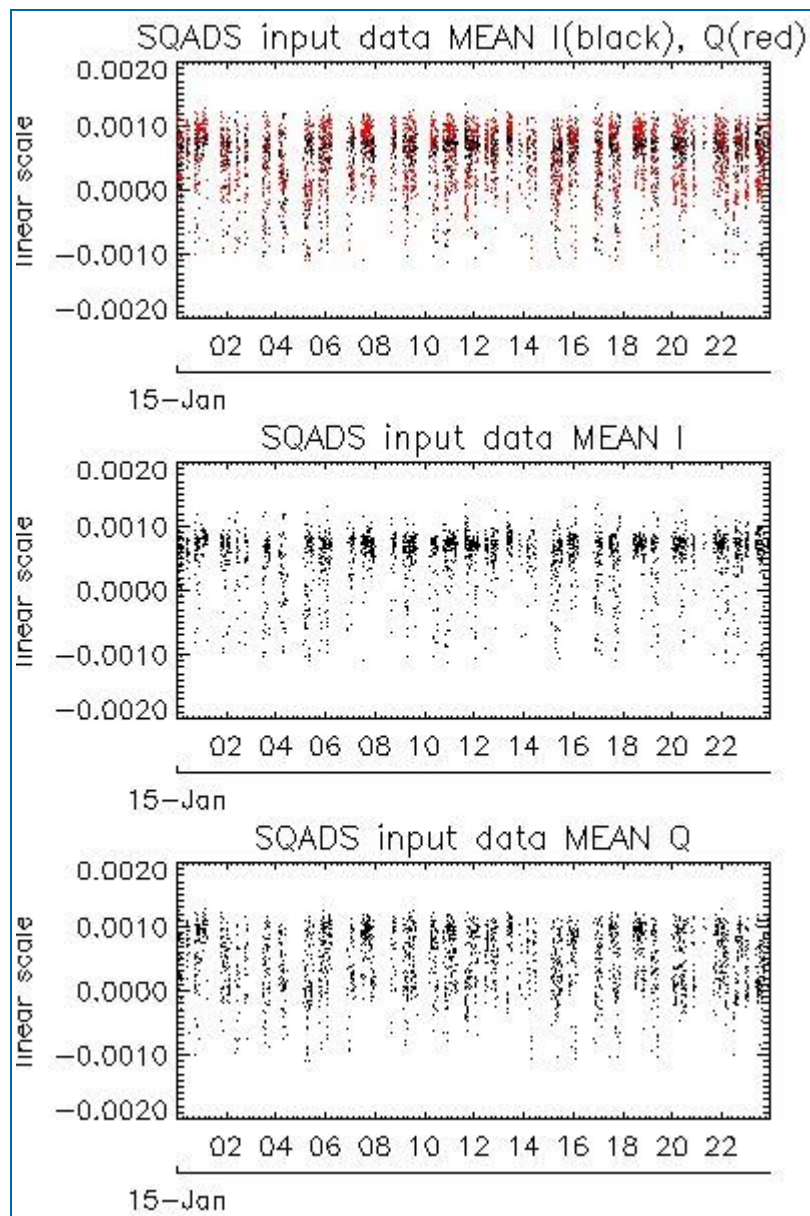 SQADS input data MEAN I(black), Q(red)
linear scale
0.0020
0.0010
0.0000
-0.0010
-0.0020
02 04 06 08 10 12 14 16 18 20 22
15-Jan
SQADS input data MEAN I
linear scale
0.0020
0.0010
0.0000
-0.0010
-0.0020
02 04 06 08 10 12 14 16 18 20 22
15-Jan
SQADS input data MEAN Q
linear scale
0.0020
0.0010
0.0000
-0.0010
-0.0020
02 04 06 08 10 12 14 16 18 20 22
15-Jan